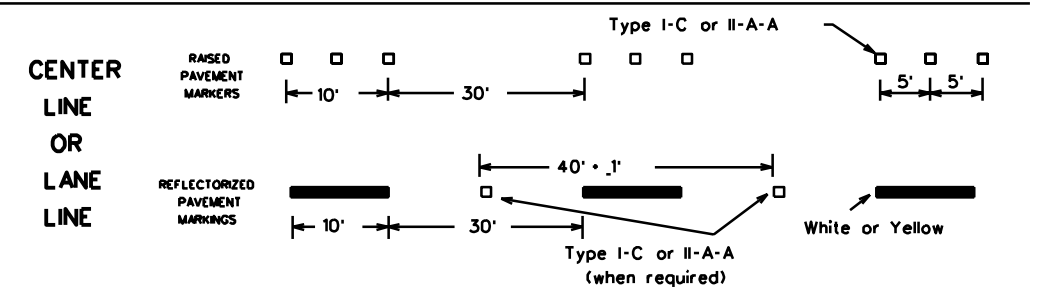 Type I-C or II-A-A
CENTER
LINE
OR
LANE
LINE
RAISED
PAVEMENT
MARKERS
10'
30'
5'
5'
40' + _1'
REFLECTORIZED
PAVEMENT
MARKINGS
10'
30'
Type I-C or II-A-A
(when required)
White or Yellow